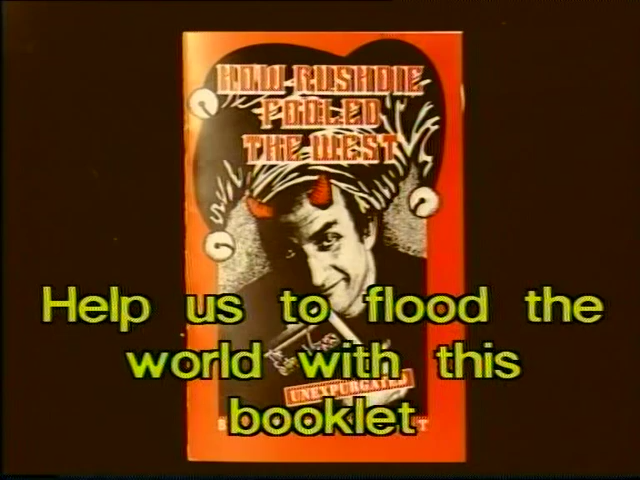 HOW RUSHDIE
FOOLED
THE WEST
Help us to flood the
world with this
UNEXPURGATED
booklet